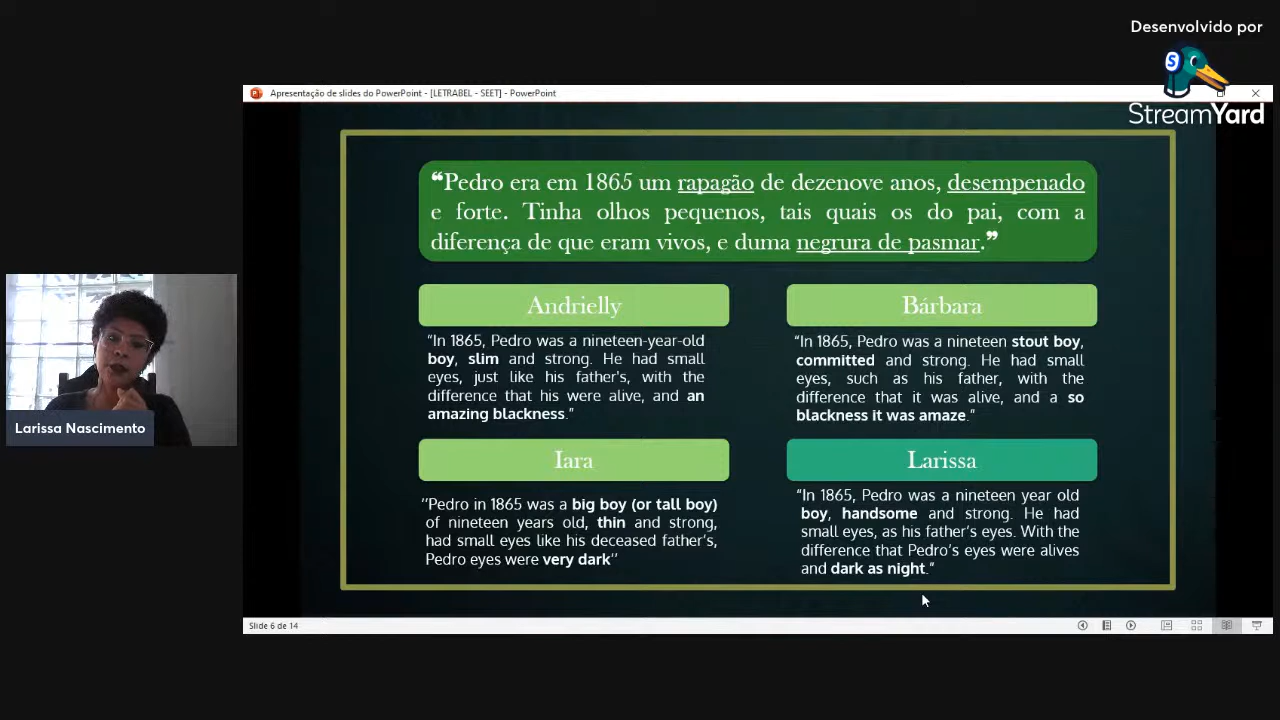 Desenvolvido por
StreamYard
Apresentação de slides do PowerPoint - [LETRABEL - SEET] - PowerPoint
“Pedro era em 1865 um rapagão de dezenove anos, desempenado
e forte. Tinha olhos pequenos, tais quais os do pai, com a
diferença de que eram vivos, e duma negrura de pasmar.”
Andrielly
“In 1865, Pedro was a nineteen-year-old
boy, slim and strong. He had small
eyes, just like his father's, with the
difference that his were alive, and an
amazing blackness.”
Bárbara
“In 1865, Pedro was a nineteen stout boy,
committed and strong. He had small
eyes, such as his father, with the
difference that it was alive, and a so
blackness it was amaze.”
Iara
‘‘Pedro in 1865 was a big boy (or tall boy)
of nineteen years old, thin and strong,
had small eyes like his deceased father’s,
Pedro eyes were very dark’’
Larissa
“In 1865, Pedro was a nineteen year old
boy, handsome and strong. He had
small eyes, as his father’s eyes. With the
difference that Pedro’s eyes were alives
and dark as night.”
Larissa Nascimento
Slide 6 de 14